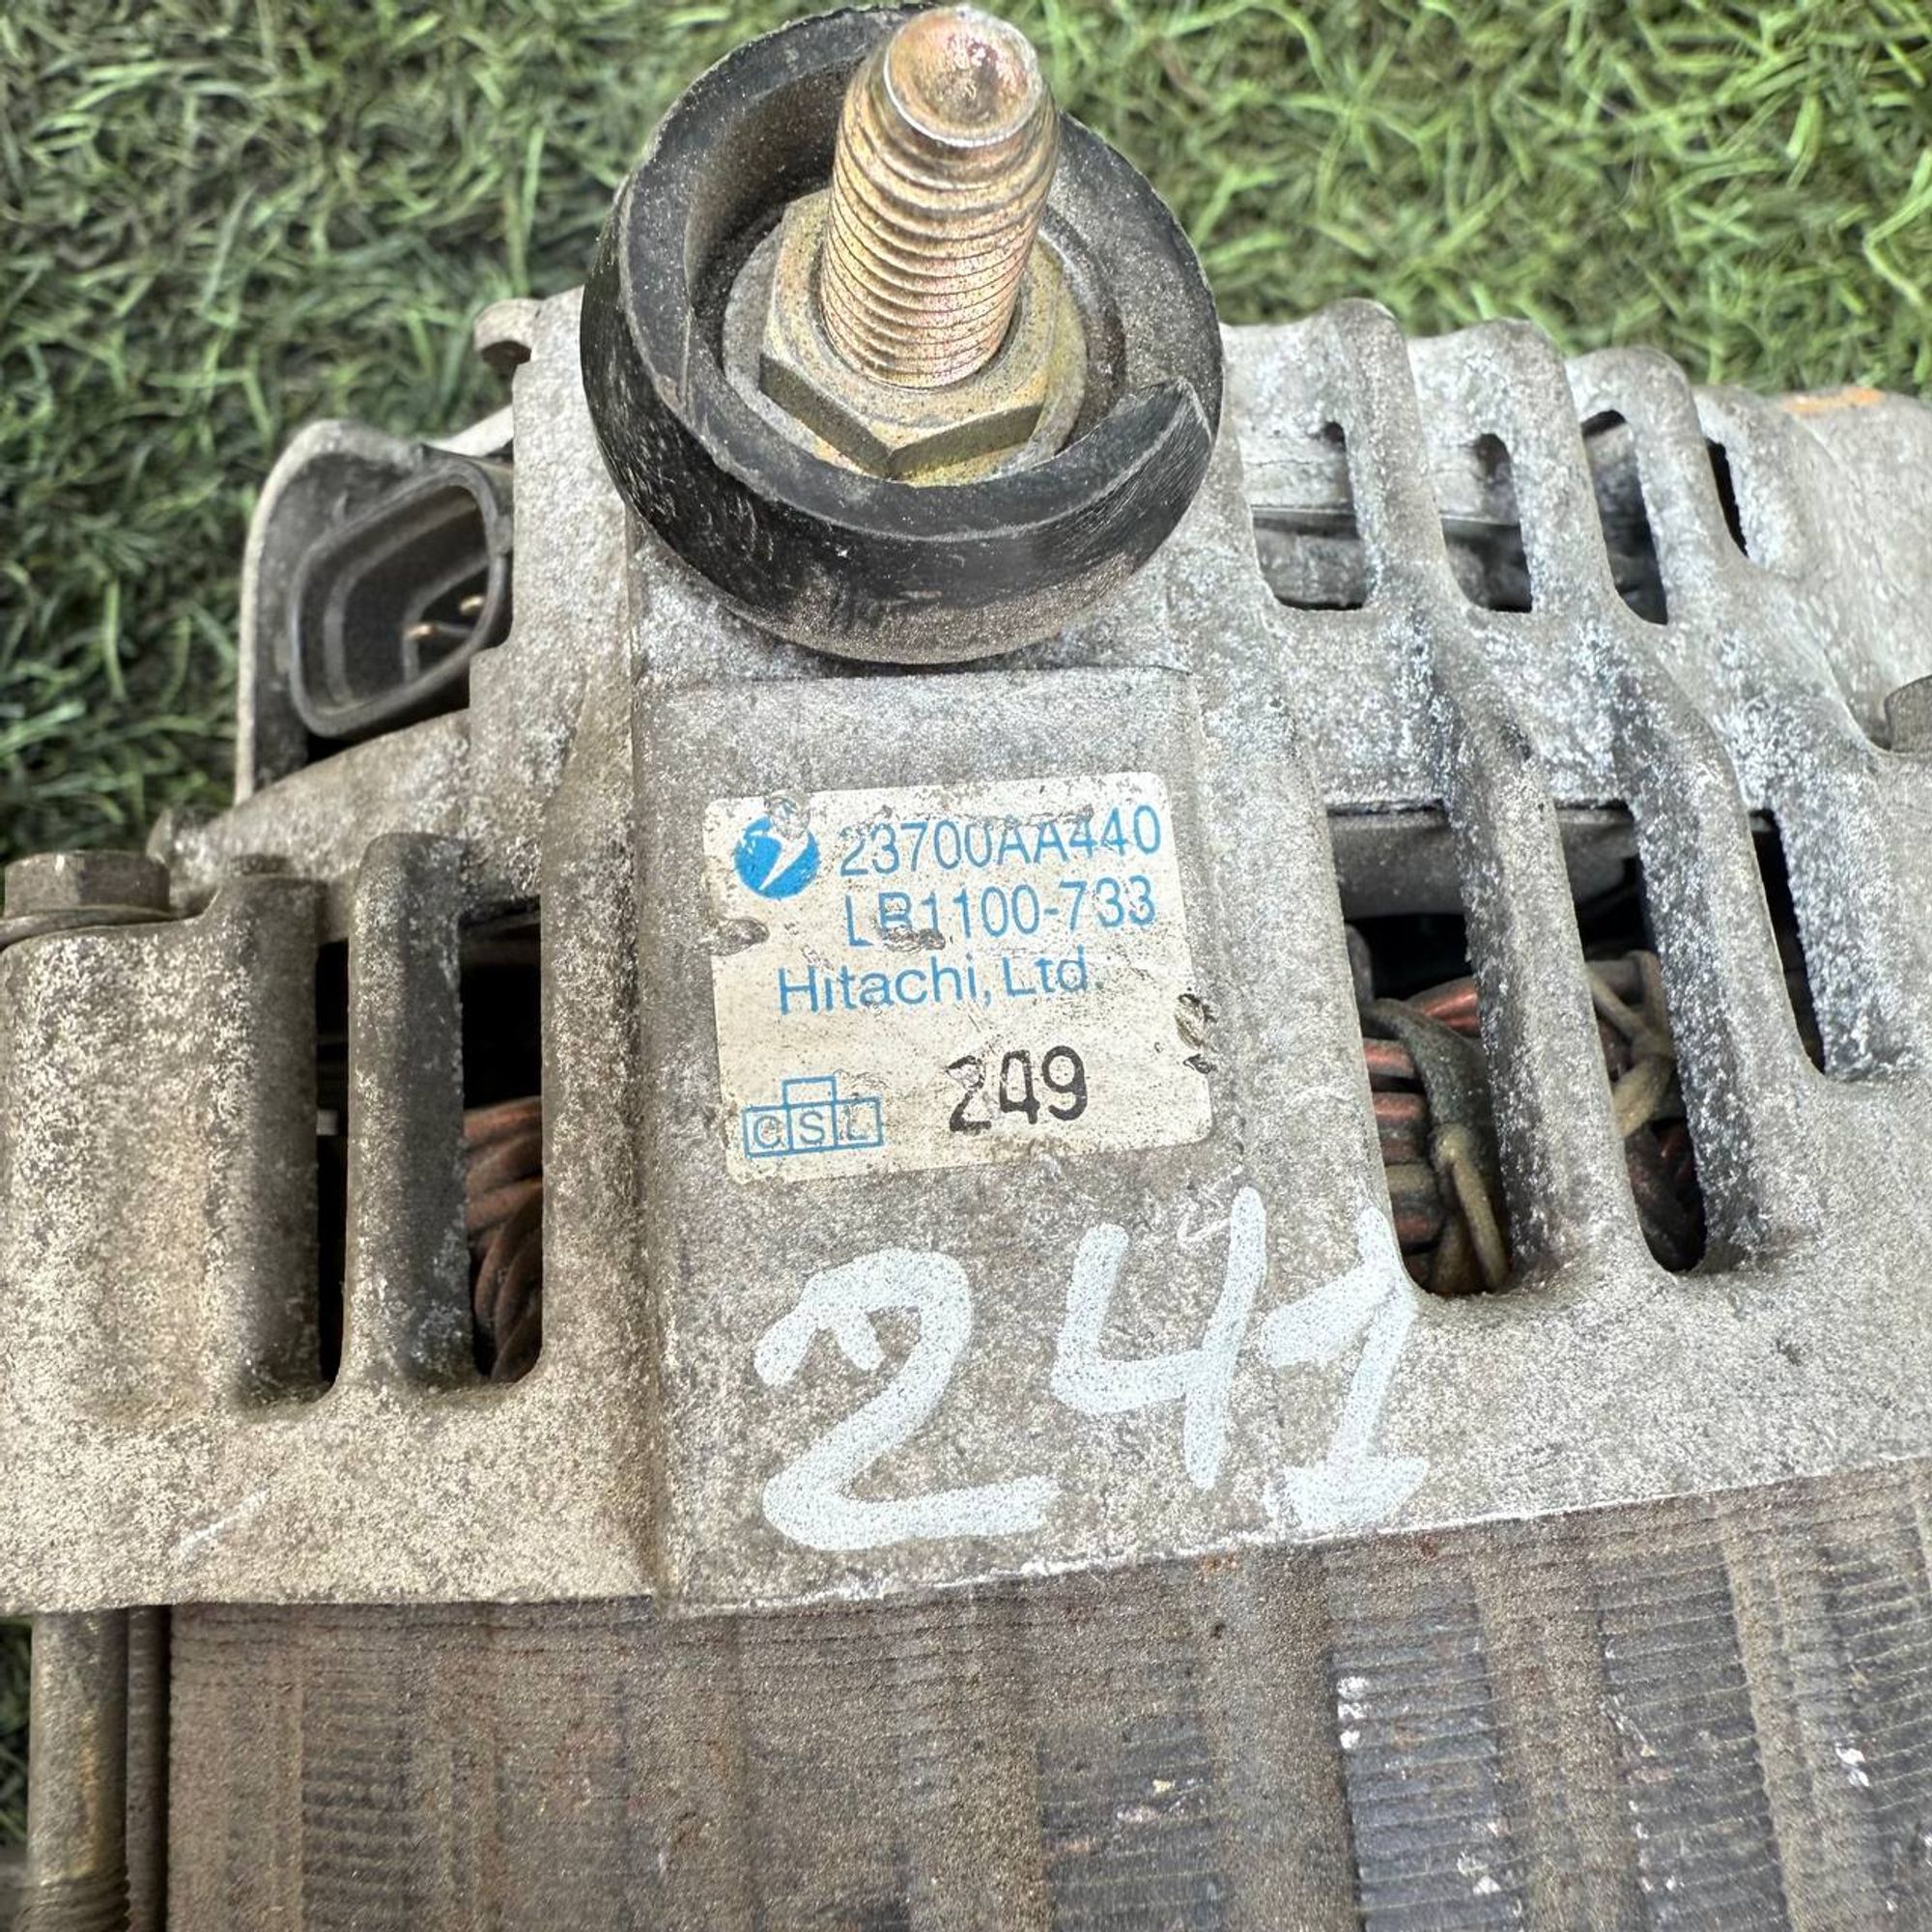 23700AA440
LR1100-733
Hitachi, Ltd.
CSL 249
241